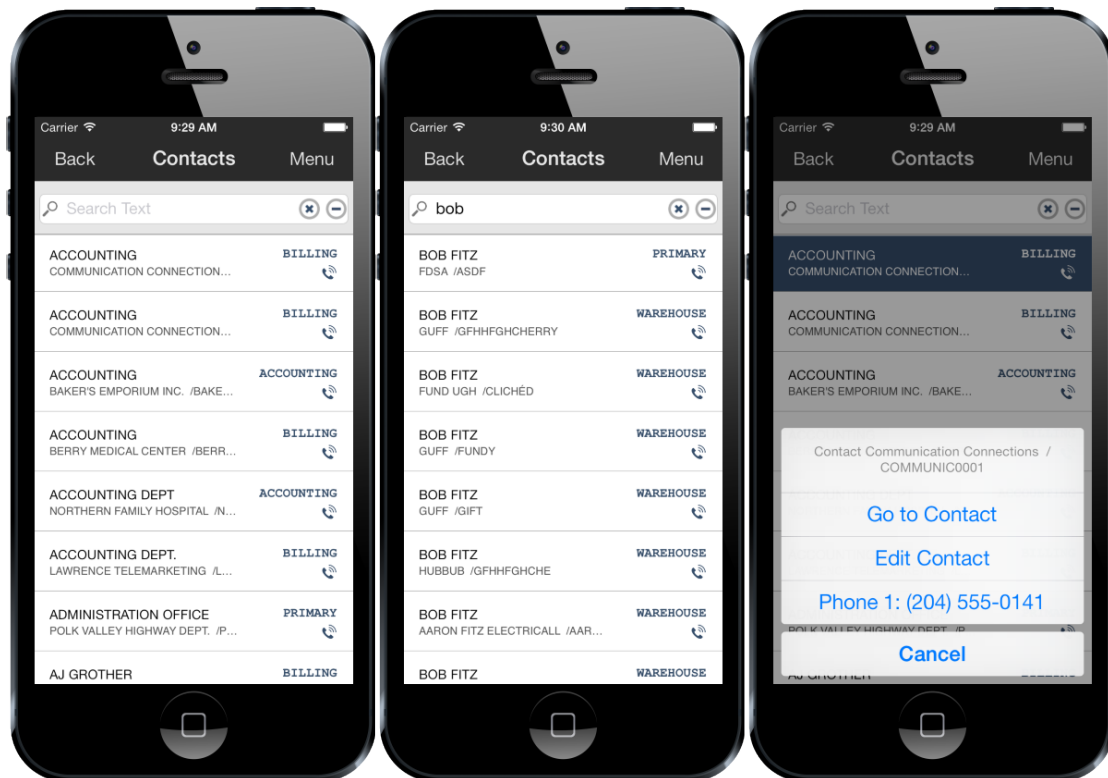 Carrier 9:29 AM
Back Contacts Menu
Search Text
ACCOUNTING BILLING
COMMUNICATION CONNECTION...
ACCOUNTING BILLING
COMMUNICATION CONNECTION...
ACCOUNTING ACCOUNTING
BAKER'S EMPORIUM INC. /BAKE...
ACCOUNTING BILLING
BERRY MEDICAL CENTER /BERR...
ACCOUNTING DEPT ACCOUNTING
NORTHERN FAMILY HOSPITAL /N...
ACCOUNTING DEPT. BILLING
LAWRENCE TELEMARKETING /L...
ADMINISTRATION OFFICE PRIMARY
POLK VALLEY HIGHWAY DEPT. /P...
AJ GROTHER BILLING
Carrier 9:30 AM
Back Contacts Menu
bob
BOB FITZ PRIMARY
FDSA /ASDF
BOB FITZ WAREHOUSE
GUFF /GFHHFGHCHERRY
BOB FITZ WAREHOUSE
FUND UGH /CLICHÉD
BOB FITZ WAREHOUSE
GUFF /FUNDY
BOB FITZ WAREHOUSE
GUFF /GIFT
BOB FITZ WAREHOUSE
HUBBUB /GFHHFGHCHE
BOB FITZ WAREHOUSE
AARON FITZ ELECTRICALL /AAR...
BOB FITZ WAREHOUSE
Carrier 9:29 AM
Back Contacts Menu
Search Text
ACCOUNTING BILLING
COMMUNICATION CONNECTION...
ACCOUNTING BILLING
COMMUNICATION CONNECTION...
ACCOUNTING ACCOUNTING
BAKER'S EMPORIUM INC. /BAKE...
Contact Communication Connections /
COMMUNIC0001
Go to Contact
Edit Contact
Phone 1: (204) 555-0141
POLK VALLEY HIGHWAY DEPT. /P
Cancel
AJ GROTHER BILLING